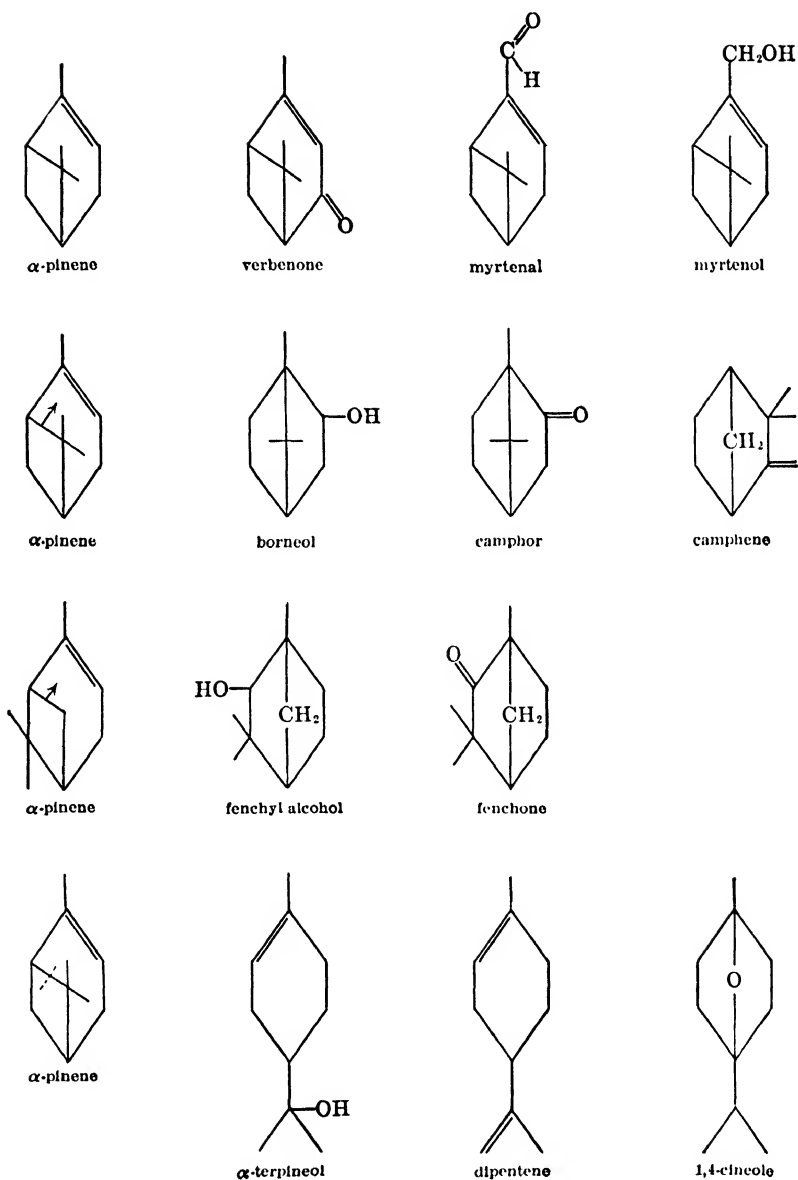 O
C
H
CH₂OH
O
α-pinene verbenone myrtenal myrtenol
OH
O
CH₂
α-pinene borneol camphor camphene
O
HO
CH₂
CH₂
α-pinene fenchyl alcohol fenchone
O
α-pinene
OH
α-terpineol dipentene 1,4-cineole